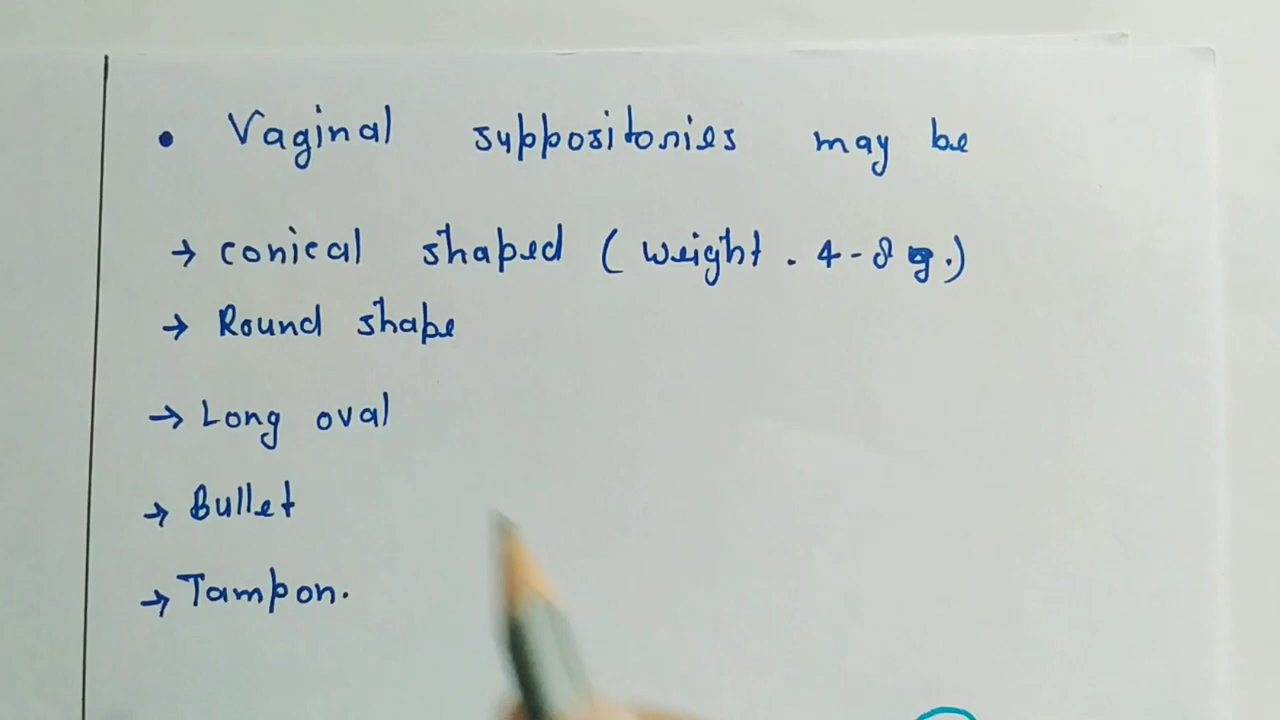 • Vaginal suppositories may be
→ conical shaped (weight. 4-8 g.)
→ Round shape
→ Long oval
→ Bullet
→ Tampon.